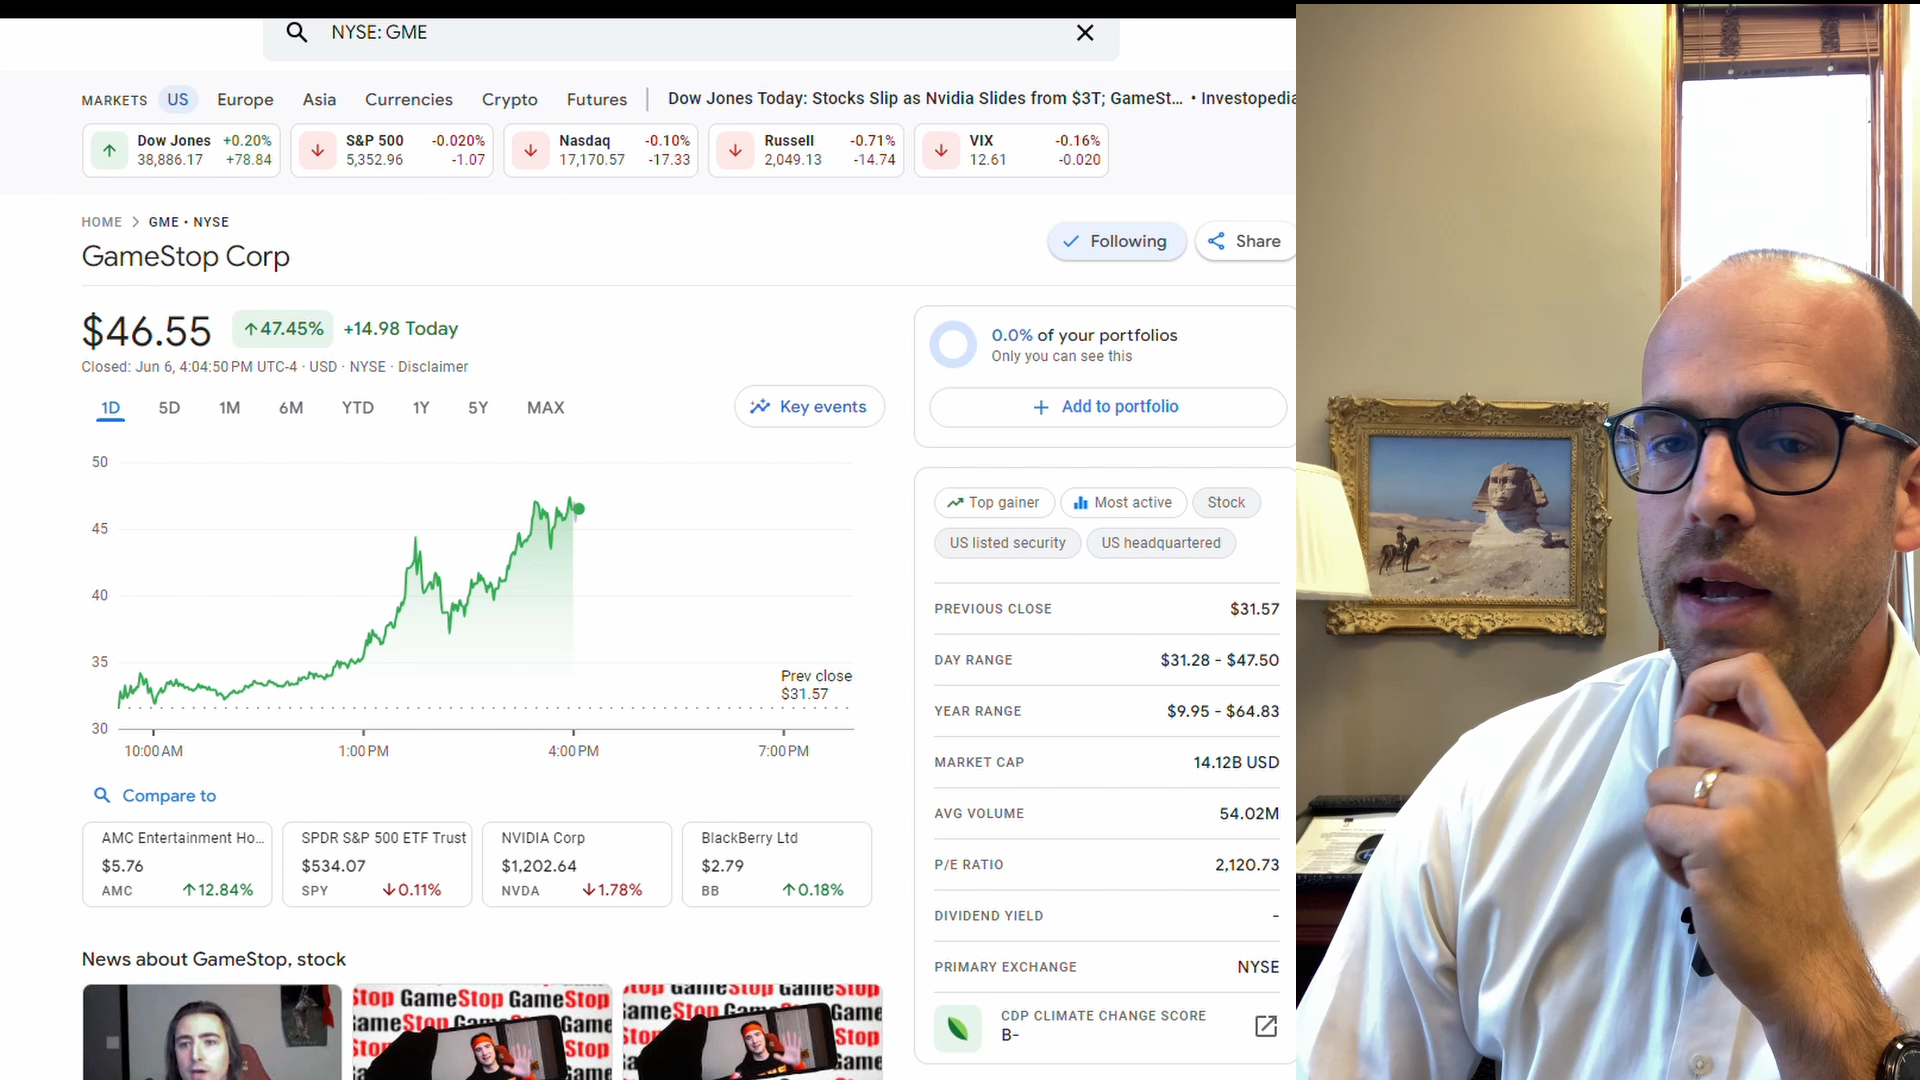 NYSE: GME
MARKETS US Europe Asia Currencies Crypto Futures Dow Jones Today: Stocks Slip as Nvidia Slides from $3T; GameSt... • Investopedia
Dow Jones +0.20%
38,886.17 +78.84
S&P 500 -0.020%
5,352.96 -1.07
Nasdaq -0.10%
17,170.57 -17.33
Russell -0.71%
2,049.13 -14.74
VIX -0.16%
12.61 -0.020
HOME > GME • NYSE
GameStop Corp
Following
Share
$46.55 ↑47.45% +14.98 Today
Closed: Jun 6, 4:04:50 PM UTC-4 · USD · NYSE · Disclaimer
1D 5D 1M 6M YTD 1Y 5Y MAX
Key events
50
45
40
35
30
Prev close
$31.57
10:00 AM 1:00 PM 4:00 PM 7:00 PM
Compare to
AMC Entertainment Ho...
$5.76
AMC ↑12.84%
SPDR S&P 500 ETF Trust
$534.07
SPY ↓0.11%
NVIDIA Corp
$1,202.64
NVDA ↓1.78%
BlackBerry Ltd
$2.79
BB ↑0.18%
News about GameStop, stock
Stop GameStop GameStop
GameStop
Game
Stop
Game
GameStop
Stop
Game
0.0% of your portfolios
Only you can see this
+ Add to portfolio
Top gainer
Most active
Stock
US listed security
US headquartered
PREVIOUS CLOSE $31.57
DAY RANGE $31.28 - $47.50
YEAR RANGE $9.95 - $64.83
MARKET CAP 14.12B USD
AVG VOLUME 54.02M
P/E RATIO 2,120.73
DIVIDEND YIELD -
PRIMARY EXCHANGE NYSE
CDP CLIMATE CHANGE SCORE
B-